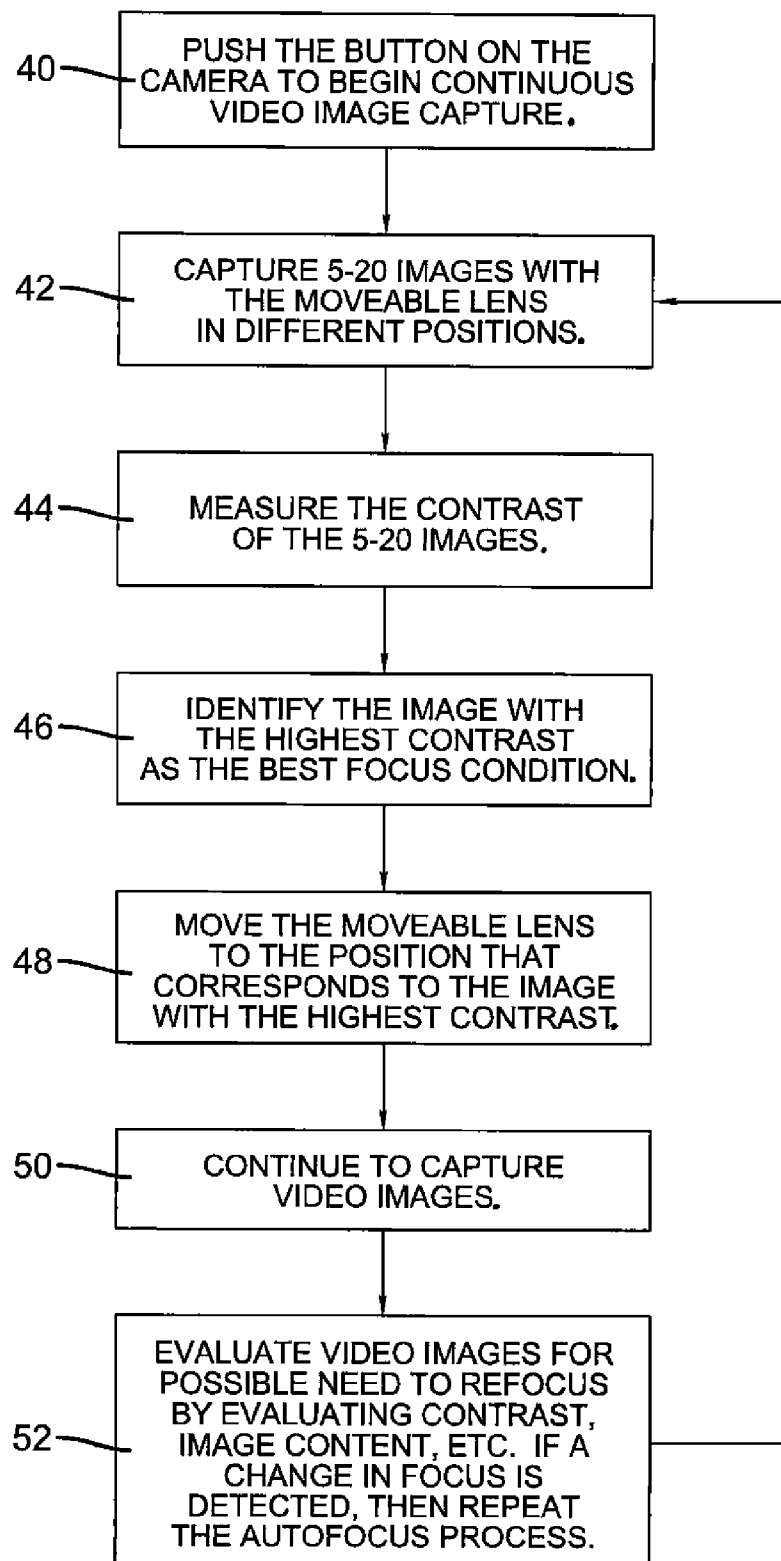 40
PUSH THE BUTTON ON THE
CAMERA TO BEGIN CONTINUOUS
VIDEO IMAGE CAPTURE.
42
CAPTURE 5-20 IMAGES WITH
THE MOVEABLE LENS
IN DIFFERENT POSITIONS.
44
MEASURE THE CONTRAST
OF THE 5-20 IMAGES.
46
IDENTIFY THE IMAGE WITH
THE HIGHEST CONTRAST
AS THE BEST FOCUS CONDITION.
48
MOVE THE MOVEABLE LENS
TO THE POSITION THAT
CORRESPONDS TO THE IMAGE
WITH THE HIGHEST CONTRAST.
50
CONTINUE TO CAPTURE
VIDEO IMAGES.
52
EVALUATE VIDEO IMAGES FOR
POSSIBLE NEED TO REFOCUS
BY EVALUATING CONTRAST,
IMAGE CONTENT, ETC. IF A
CHANGE IN FOCUS IS
DETECTED, THEN REPEAT
THE AUTOFOCUS PROCESS.